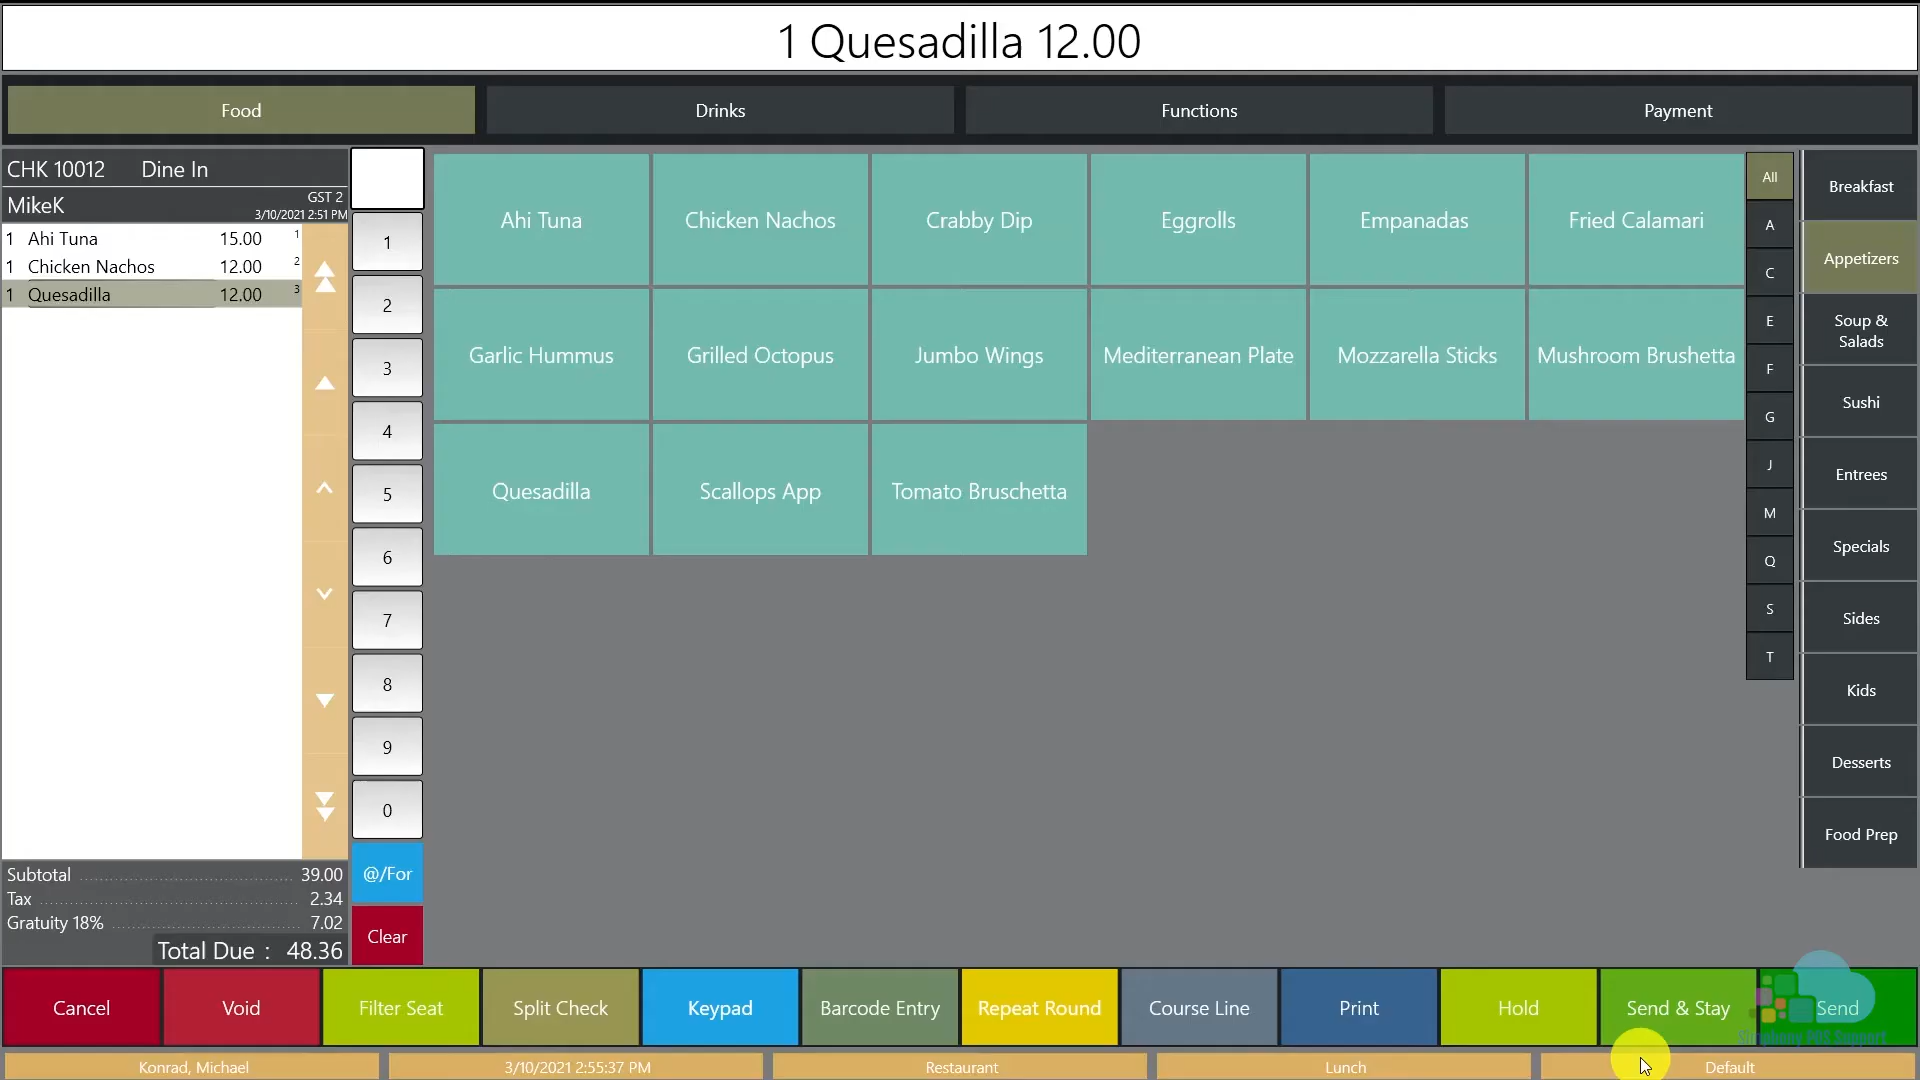 1 Quesadilla 12.00
Food
Drinks
Functions
Payment
CHK 10012 Dine In
MikeK
GST 2
3/10/2021 2:51 PM
1 Ahi Tuna 15.00 1
1 Chicken Nachos 12.00 2
1 Quesadilla 12.00 3
Subtotal 39.00
Tax 2.34
Gratuity 18% 7.02
Total Due : 48.36
1
2
3
4
5
6
7
8
9
0
@/For
Clear
Ahi Tuna
Chicken Nachos
Crabby Dip
Eggrolls
Empanadas
Fried Calamari
Garlic Hummus
Grilled Octopus
Jumbo Wings
Mediterranean Plate
Mozzarella Sticks
Mushroom Brushetta
Quesadilla
Scallops App
Tomato Bruschetta
All
A
C
E
F
G
J
M
Q
S
T
Breakfast
Appetizers
Soup &
Salads
Sushi
Entrees
Specials
Sides
Kids
Desserts
Food Prep
Cancel
Void
Filter Seat
Split Check
Keypad
Barcode Entry
Repeat Round
Course Line
Print
Hold
Send & Stay
Send
Simphony POS Support
Konrad, Michael
3/10/2021 2:55:37 PM
Restaurant
Lunch
Default